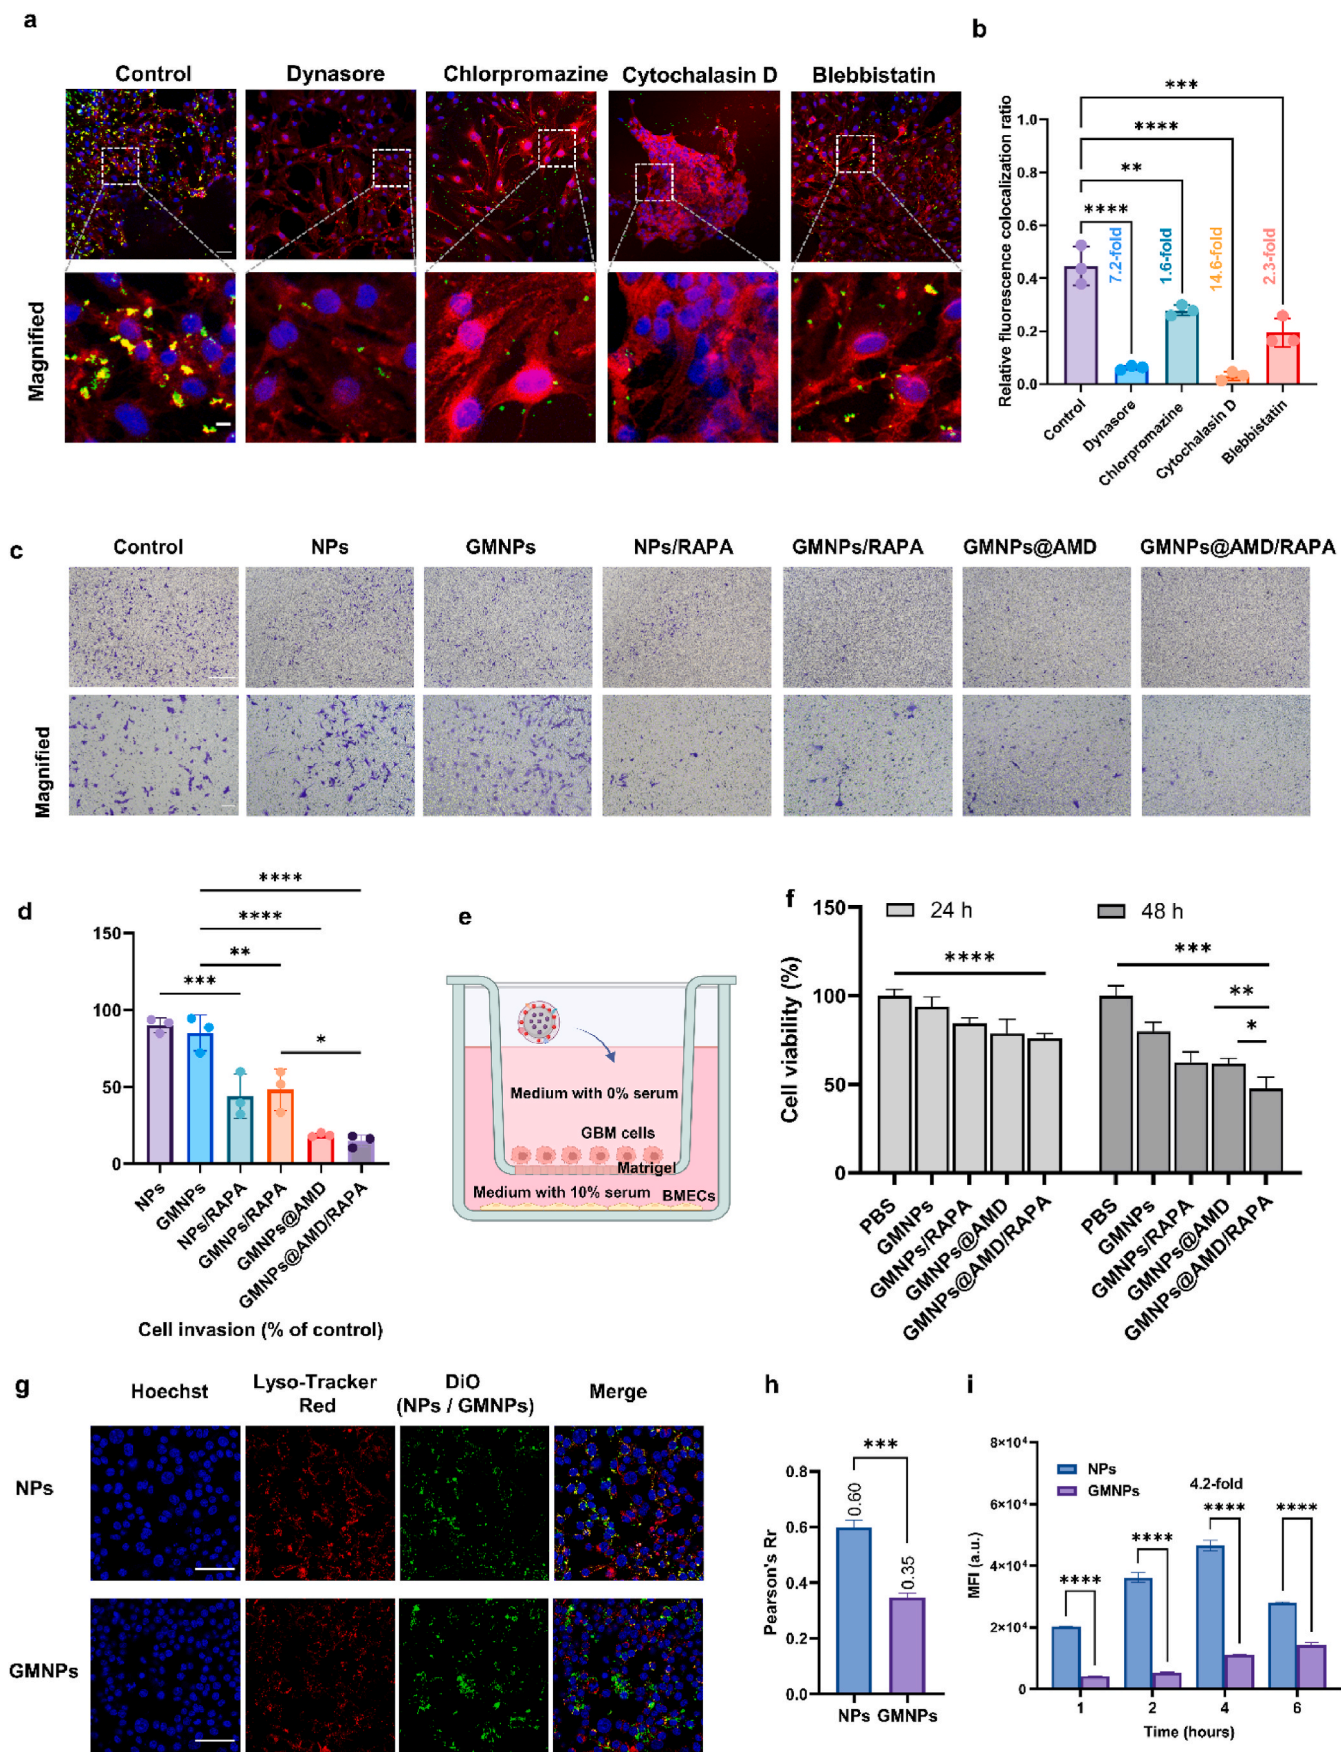 a
Control
Dynasore
Chlorpromazine
Cytochalasin D
Blebbistatin
Magnified
b
Relative fluorescence colocalization ratio
1.0
0.8
0.6
0.4
0.2
0.0
***
****
**
****
7.2-fold
1.6-fold
14.6-fold
2.3-fold
Control
Dynasore
Chlorpromazine
Cytochalasin D
Blebbistatin
c
Control
NPs
GMNPs
NPs/RAPA
GMNPs/RAPA
GMNPs@AMD
GMNPs@AMD/RAPA
Magnified
d
****
****
**
***
*
150
100
50
0
NPs
GMNPs
NPs/RAPA
GMNPs/RAPA
GMNPs@AMD
GMNPs@AMD/RAPA
Cell invasion (% of control)
e
Medium with 0% serum
GBM cells
Matrigel
Medium with 10% serum
BMECs
f
Cell viability (%)
150
100
50
0
24 h
48 h
****
***
**
*
PBS
GMNPs
GMNPs/RAPA
GMNPs@AMD
GMNPs@AMD/RAPA
PBS
GMNPs
GMNPs/RAPA
GMNPs@AMD
GMNPs@AMD/RAPA
g
Hoechst
Lyso-Tracker
Red
DiO
(NPs / GMNPs)
Merge
NPs
GMNPs
h
Pearson's Rr
0.8
0.6
0.4
0.2
0.0
***
0.60
0.35
NPs
GMNPs
i
MFI (a.u.)
8×10⁴
6×10⁴
4×10⁴
2×10⁴
0
NPs
GMNPs
4.2-fold
****
****
****
****
1
2
4
6
Time (hours)